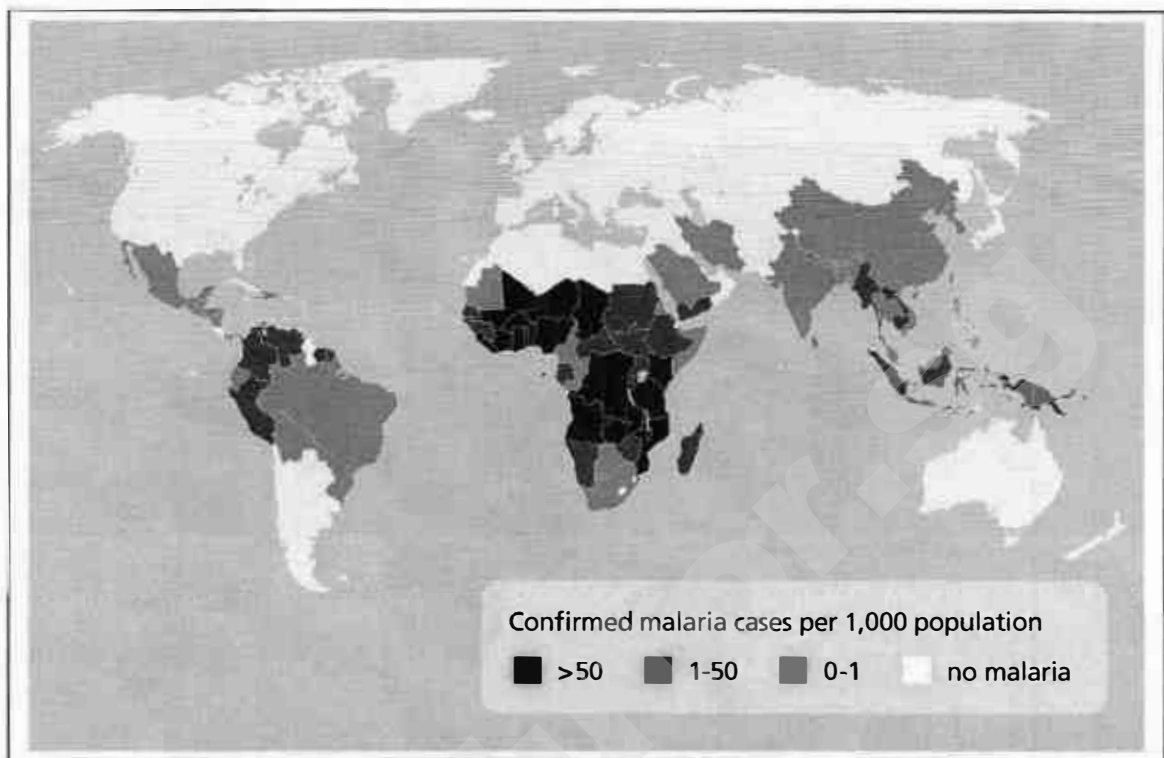 Confirmed malaria cases per 1,000 population
>50 1-50 0-1 no malaria